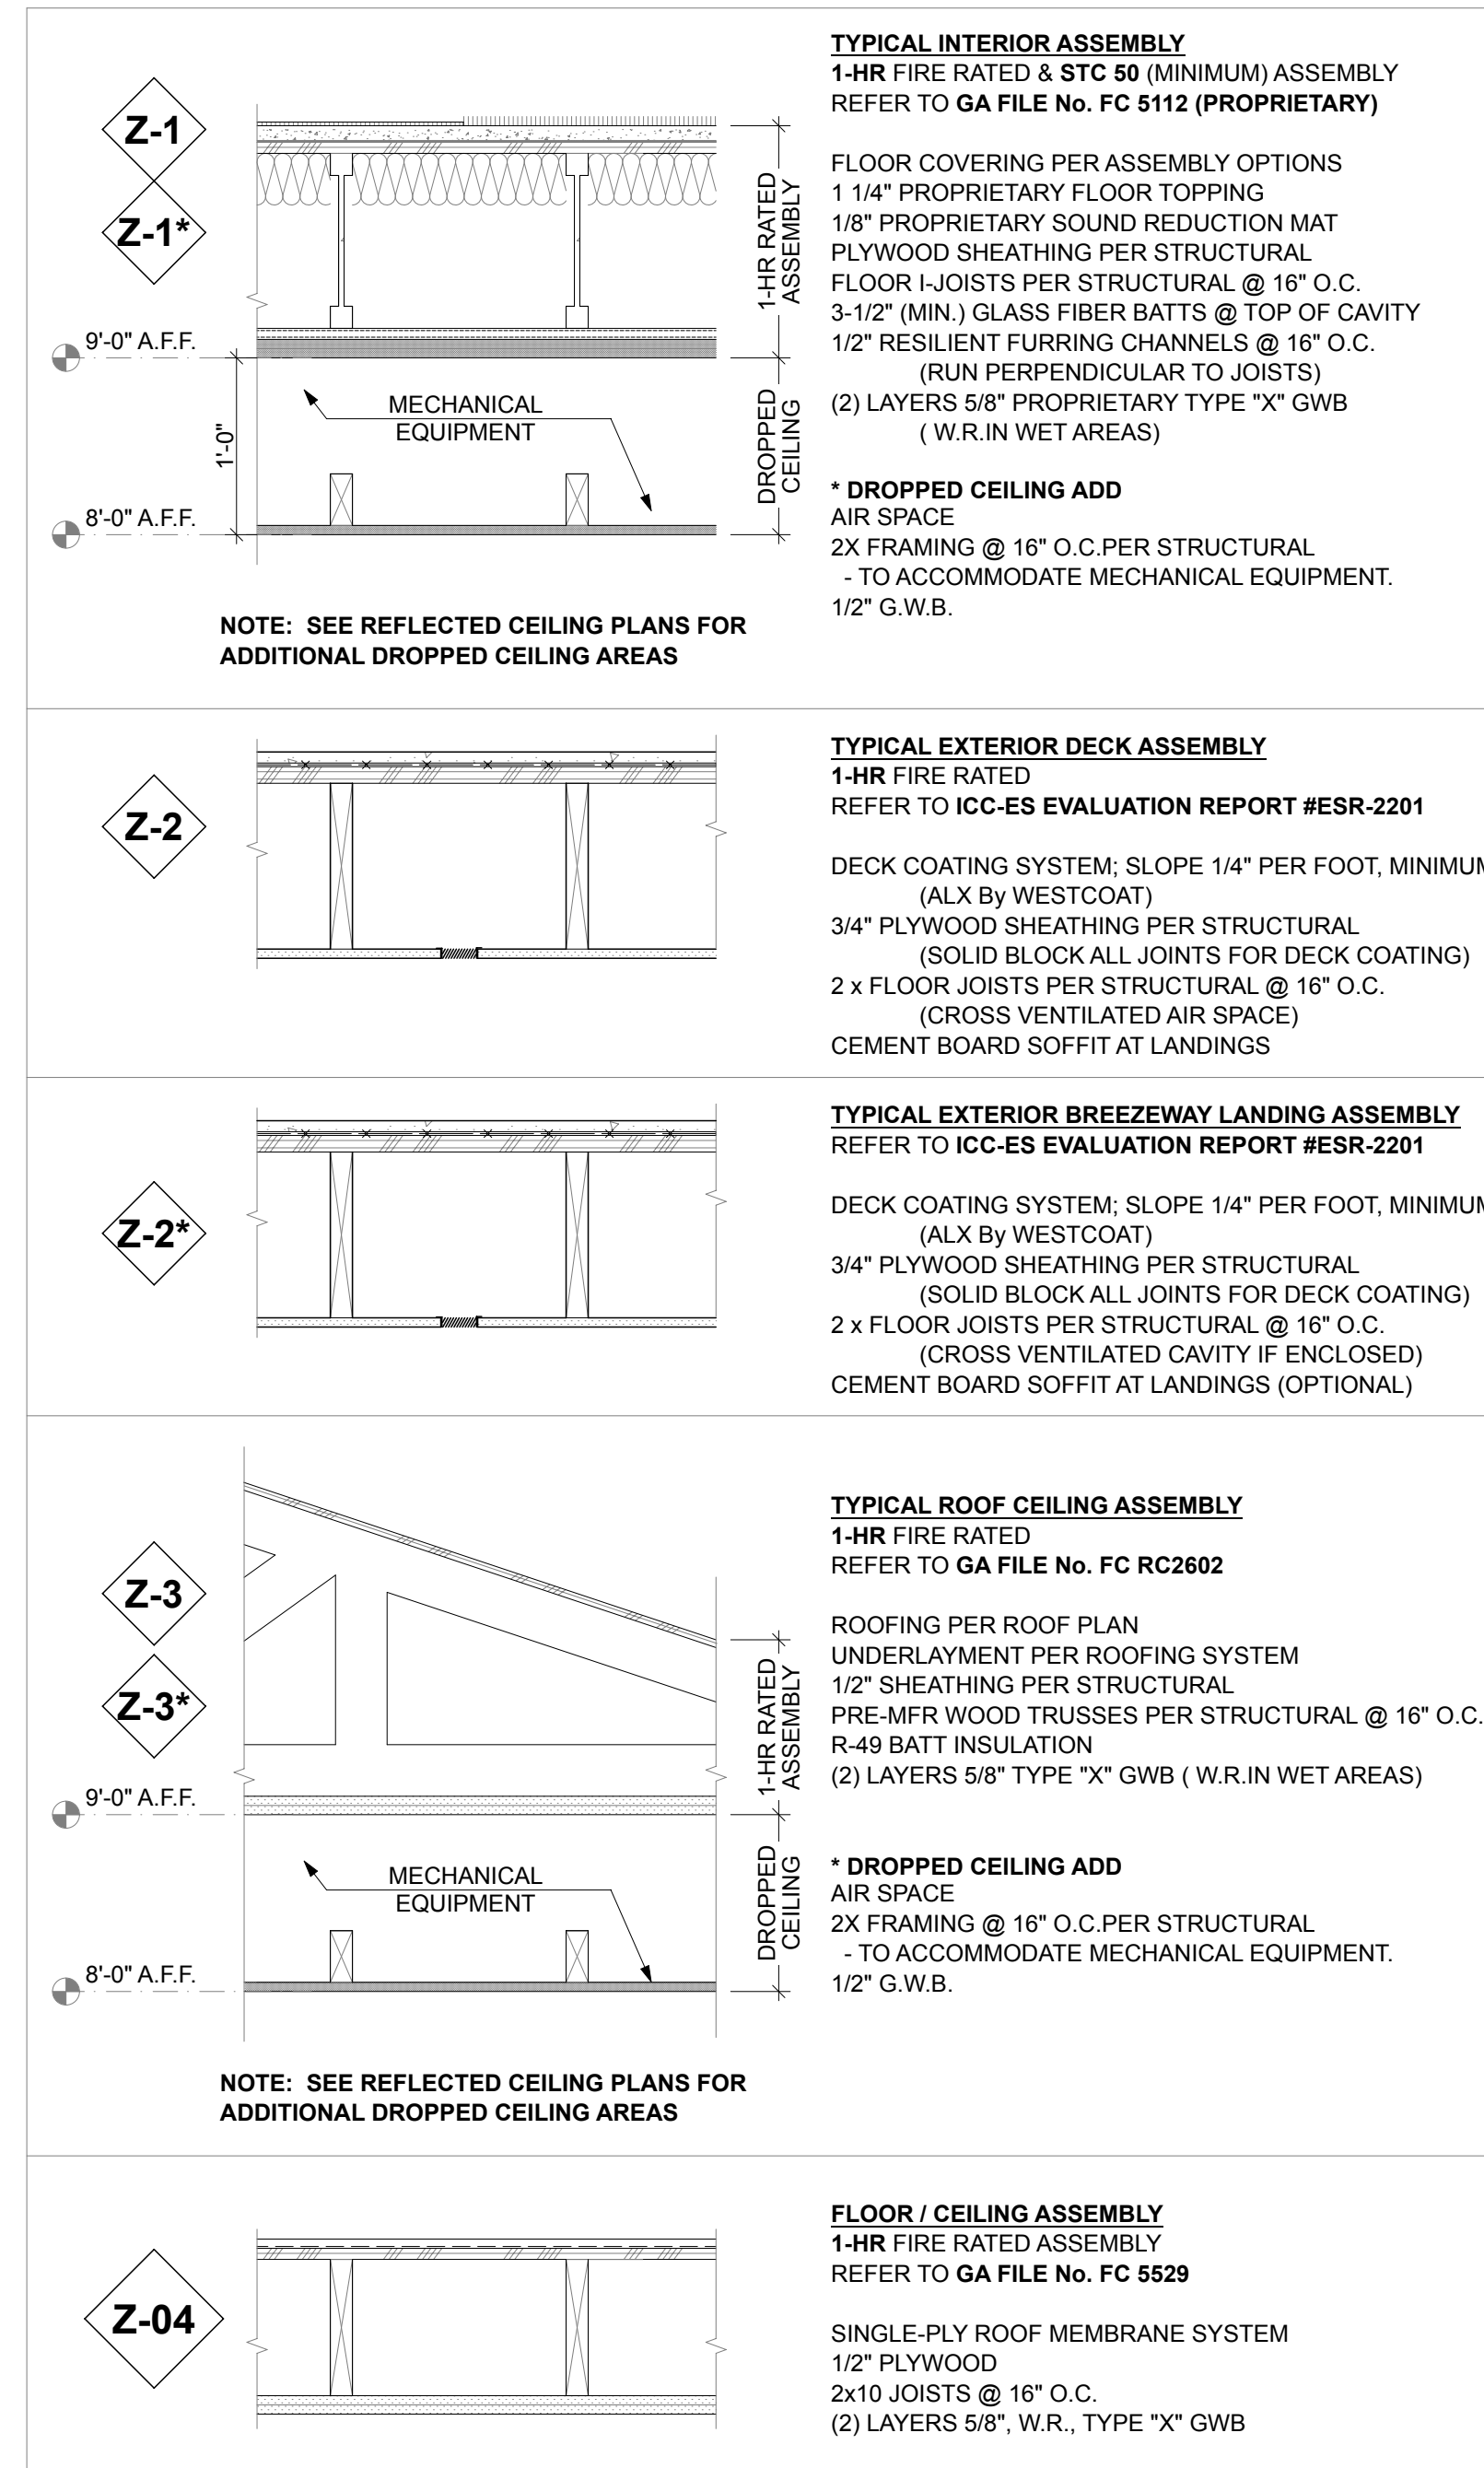 Z-1
Z-1*
9'-0" A.F.F.
8'-0" A.F.F.
1'-0"
MECHANICAL
EQUIPMENT
1-HR RATED
ASSEMBLY
DROPPED
CEILING
NOTE: SEE REFLECTED CEILING PLANS FOR
ADDITIONAL DROPPED CEILING AREAS
TYPICAL INTERIOR ASSEMBLY
1-HR FIRE RATED & STC 50 (MINIMUM) ASSEMBLY
REFER TO GA FILE No. FC 5112 (PROPRIETARY)
FLOOR COVERING PER ASSEMBLY OPTIONS
1 1/4" PROPRIETARY FLOOR TOPPING
1/8" PROPRIETARY SOUND REDUCTION MAT
PLYWOOD SHEATHING PER STRUCTURAL
FLOOR I-JOISTS PER STRUCTURAL @ 16" O.C.
3-1/2" (MIN.) GLASS FIBER BATTS @ TOP OF CAVITY
1/2" RESILIENT FURRING CHANNELS @ 16" O.C.
(RUN PERPENDICULAR TO JOISTS)
(2) LAYERS 5/8" PROPRIETARY TYPE "X" GWB
( W.R.IN WET AREAS)
* DROPPED CEILING ADD
AIR SPACE
2X FRAMING @ 16" O.C.PER STRUCTURAL
- TO ACCOMMODATE MECHANICAL EQUIPMENT.
1/2" G.W.B.
Z-2
TYPICAL EXTERIOR DECK ASSEMBLY
1-HR FIRE RATED
REFER TO ICC-ES EVALUATION REPORT #ESR-2201
DECK COATING SYSTEM; SLOPE 1/4" PER FOOT, MINIMUM
(ALX By WESTCOAT)
3/4" PLYWOOD SHEATHING PER STRUCTURAL
(SOLID BLOCK ALL JOINTS FOR DECK COATING)
2 x FLOOR JOISTS PER STRUCTURAL @ 16" O.C.
(CROSS VENTILATED AIR SPACE)
CEMENT BOARD SOFFIT AT LANDINGS
Z-2*
TYPICAL EXTERIOR BREEZEWAY LANDING ASSEMBLY
REFER TO ICC-ES EVALUATION REPORT #ESR-2201
DECK COATING SYSTEM; SLOPE 1/4" PER FOOT, MINIMUM
(ALX By WESTCOAT)
3/4" PLYWOOD SHEATHING PER STRUCTURAL
(SOLID BLOCK ALL JOINTS FOR DECK COATING)
2 x FLOOR JOISTS PER STRUCTURAL @ 16" O.C.
(CROSS VENTILATED CAVITY IF ENCLOSED)
CEMENT BOARD SOFFIT AT LANDINGS (OPTIONAL)
Z-3
Z-3*
9'-0" A.F.F.
8'-0" A.F.F.
MECHANICAL
EQUIPMENT
1-HR RATED
ASSEMBLY
DROPPED
CEILING
NOTE: SEE REFLECTED CEILING PLANS FOR
ADDITIONAL DROPPED CEILING AREAS
TYPICAL ROOF CEILING ASSEMBLY
1-HR FIRE RATED
REFER TO GA FILE No. FC RC2602
ROOFING PER ROOF PLAN
UNDERLAYMENT PER ROOFING SYSTEM
1/2" SHEATHING PER STRUCTURAL
PRE-MFR WOOD TRUSSES PER STRUCTURAL @ 16" O.C.
R-49 BATT INSULATION
(2) LAYERS 5/8" TYPE "X" GWB ( W.R.IN WET AREAS)
* DROPPED CEILING ADD
AIR SPACE
2X FRAMING @ 16" O.C.PER STRUCTURAL
- TO ACCOMMODATE MECHANICAL EQUIPMENT.
1/2" G.W.B.
Z-04
FLOOR / CEILING ASSEMBLY
1-HR FIRE RATED ASSEMBLY
REFER TO GA FILE No. FC 5529
SINGLE-PLY ROOF MEMBRANE SYSTEM
1/2" PLYWOOD
2x10 JOISTS @ 16" O.C.
(2) LAYERS 5/8", W.R., TYPE "X" GWB